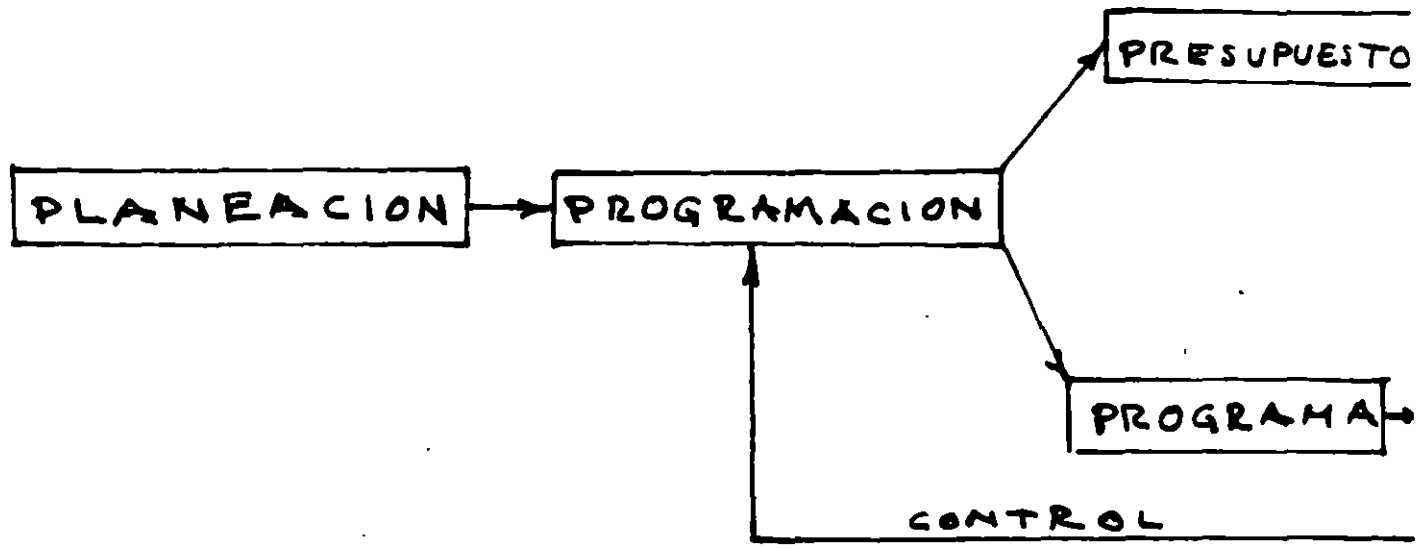 PRESUPUESTO
PLANEACION
PROGRAMACION
PROGRAMA
CONTROL